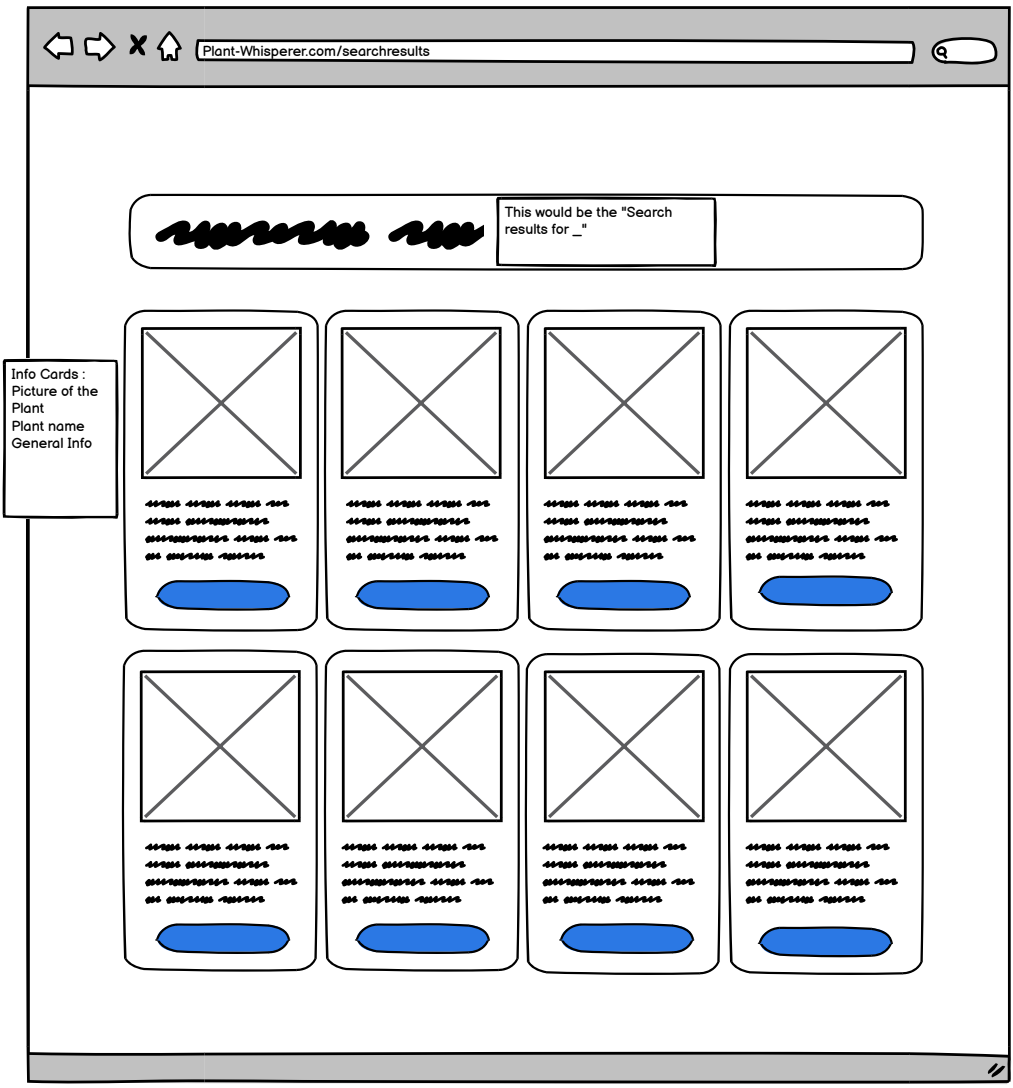 Plant-Whisperer.com/searchresults
This would be the "Search
results for _"
Info Cards :
Picture of the
Plant
Plant name
General Info